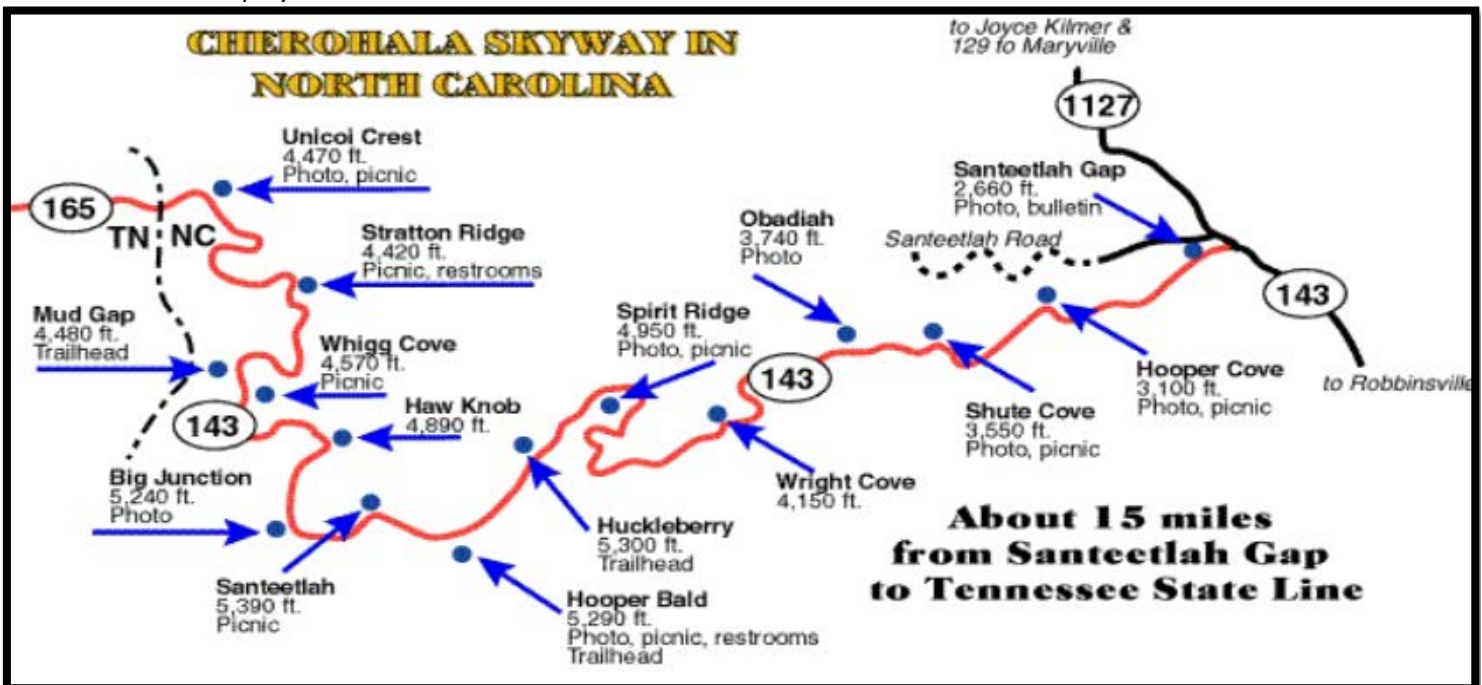 CHEROHALA SKYWAY IN
NORTH CAROLINA
to Joyce Kilmer &
129 to Maryville
1127
Unicoi Crest
4,470 ft.
Photo, picnic
Santeetlah Gap
2,660 ft.
Photo, bulletin
165
TN
NC
Stratton Ridge
4,420 ft.
Picnic, restrooms
Obadiah
3,740 ft.
Photo
Santeetlah Road
143
Mud Gap
4,480 ft.
Trailhead
Whigg Cove
4,570 ft.
Picnic
Spirit Ridge
4,950 ft.
Photo, picnic
143
Hooper Cove
3,100 ft.
Photo, picnic
to Robbinsville
143
Haw Knob
4,890 ft.
Shute Cove
3,550 ft.
Photo, picnic
Big Junction
5,240 ft.
Photo
Wright Cove
4,150 ft.
Huckleberry
5,300 ft.
Trailhead
Santeetlah
5,390 ft.
Picnic
Hooper Bald
5,290 ft.
Photo, picnic, restrooms
Trailhead
About 15 miles
from Santeetlah Gap
to Tennessee State Line